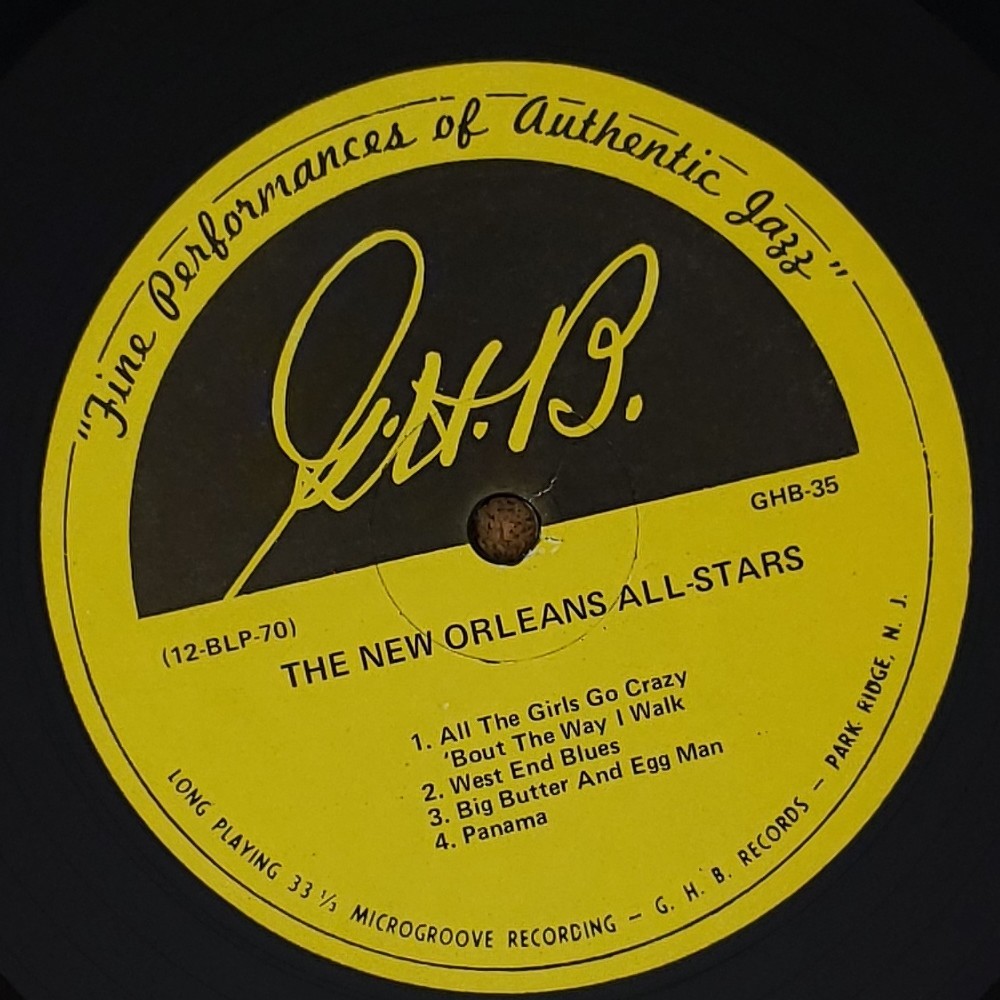 "Fine Performances of Authentic Jazz"
G.H.B.
GHB-35
(12-BLP-70)
THE NEW ORLEANS ALL-STARS
1. All The Girls Go Crazy
'Bout The Way I Walk
2. West End Blues
3. Big Butter And Egg Man
4. Panama
LONG PLAYING 33 1/3 MICROGROOVE RECORDING — G. H. B. RECORDS — PARK RIDGE, N. J.